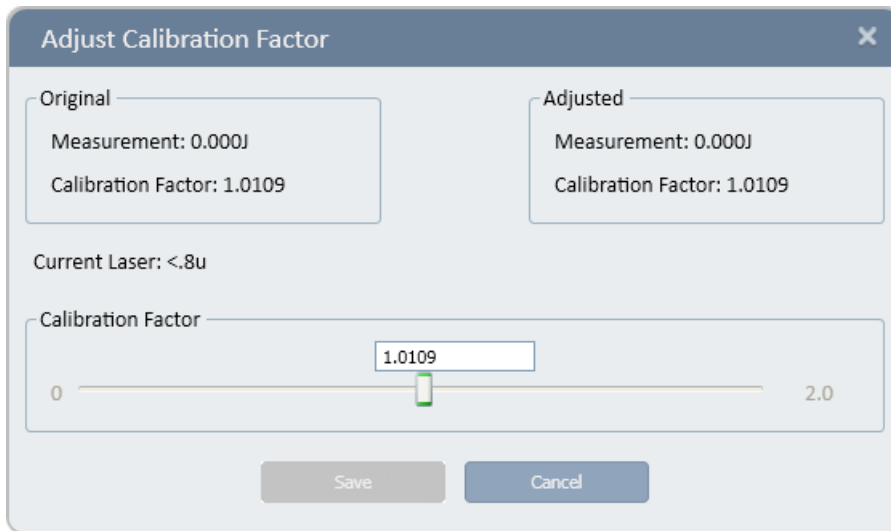 Adjust Calibration Factor
Original
Measurement: 0.000J
Calibration Factor: 1.0109
Adjusted
Measurement: 0.000J
Calibration Factor: 1.0109
Current Laser: <.8u
Calibration Factor
1.0109
0
2.0
Save
Cancel